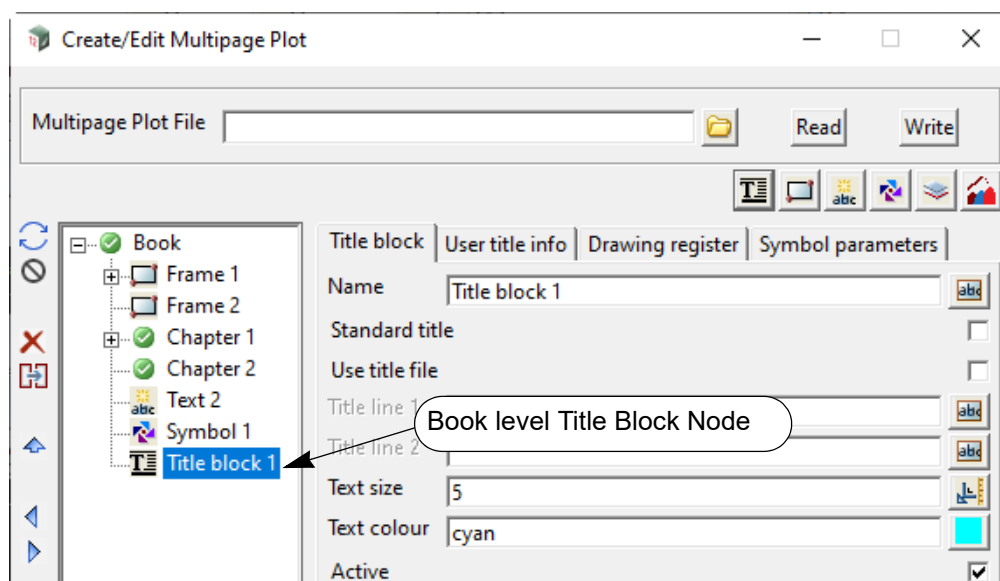 Create/Edit Multipage Plot
Multipage Plot File
Read
Write
Book
Frame 1
Frame 2
Chapter 1
Chapter 2
Text 2
Symbol 1
Title block 1
Title block
User title info
Drawing register
Symbol parameters
Name
Title block 1
Standard title
Use title file
Title line 1
Book level Title Block Node
Title line 2
Text size
5
Text colour
cyan
Active